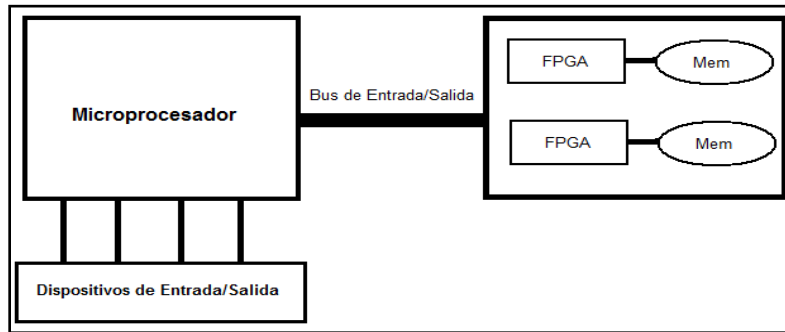 Microprocesador
Bus de Entrada/Salida
FPGA
Mem
FPGA
Mem
Dispositivos de Entrada/Salida